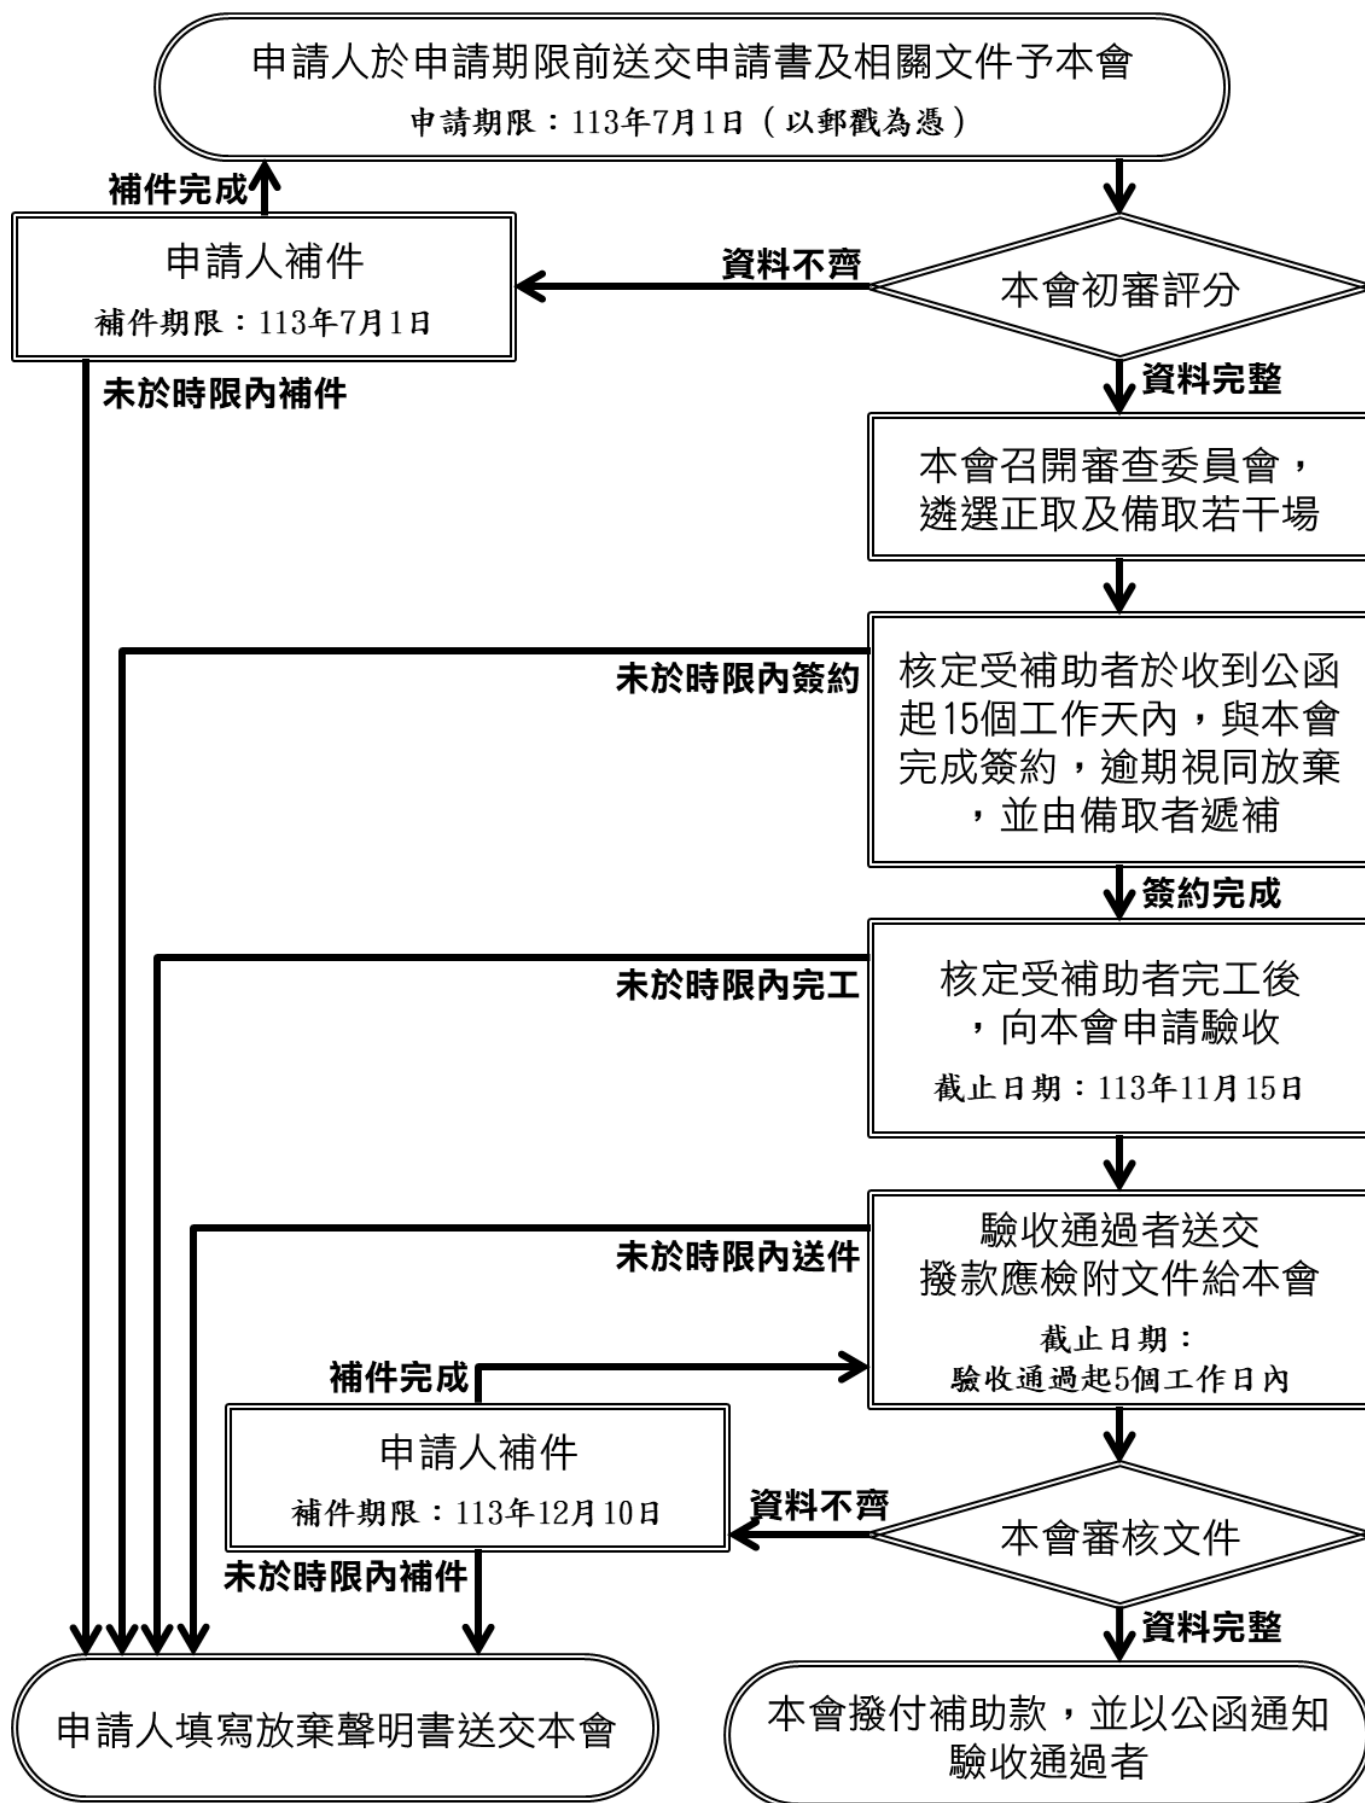 申請人於申請期限前送交申請書及相關文件予本會
申請期限：113年7月1日（以郵戳為憑）
補件完成
申請人補件
補件期限：113年7月1日
資料不齊
本會初審評分
未於時限內補件
資料完整
本會召開審查委員會，
遴選正取及備取若干場
未於時限內簽約
核定受補助者於收到公函
起15個工作天內，與本會
完成簽約，逾期視同放棄
，並由備取者遞補
簽約完成
未於時限內完工
核定受補助者完工後
，向本會申請驗收
截止日期：113年11月15日
未於時限內送件
驗收通過者送交
撥款應檢附文件給本會
截止日期：
驗收通過起5個工作日內
補件完成
申請人補件
補件期限：113年12月10日
資料不齊
本會審核文件
未於時限內補件
資料完整
申請人填寫放棄聲明書送交本會
本會撥付補助款，並以公函通知
驗收通過者